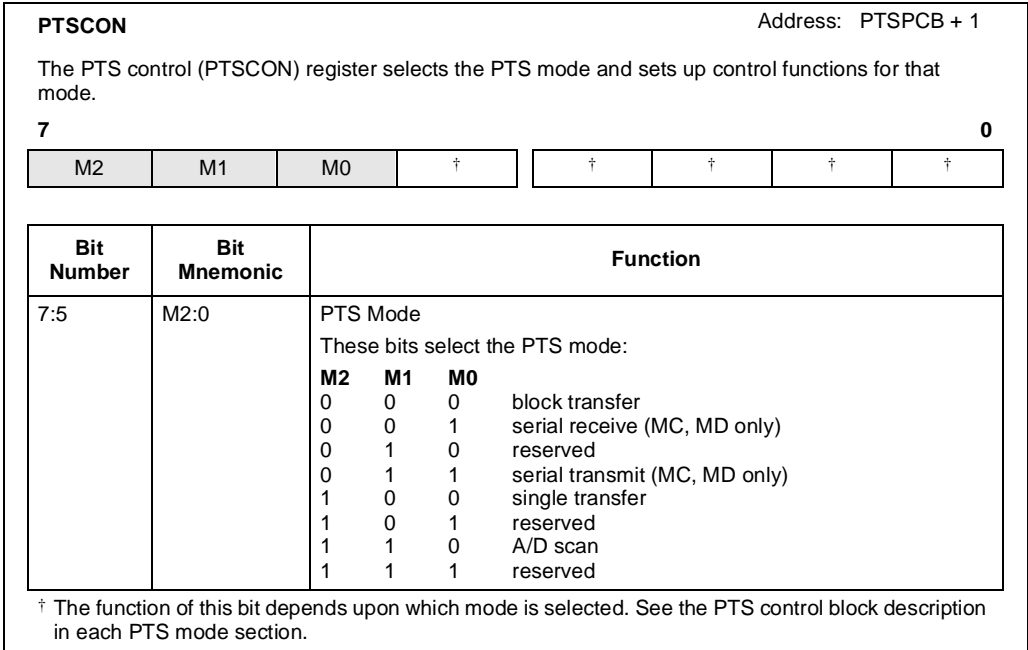 PTSCON Address: PTSPCB + 1
The PTS control (PTSCON) register selects the PTS mode and sets up control functions for that
mode.
7 0
M2 M1 M0 † † † † †
Bit Number Bit Mnemonic Function
7:5 M2:0 PTS Mode
These bits select the PTS mode:
M2 M1 M0
0 0 0 block transfer
0 0 1 serial receive (MC, MD only)
0 1 0 reserved
0 1 1 serial transmit (MC, MD only)
1 0 0 single transfer
1 0 1 reserved
1 1 0 A/D scan
1 1 1 reserved
† The function of this bit depends upon which mode is selected. See the PTS control block description
in each PTS mode section.